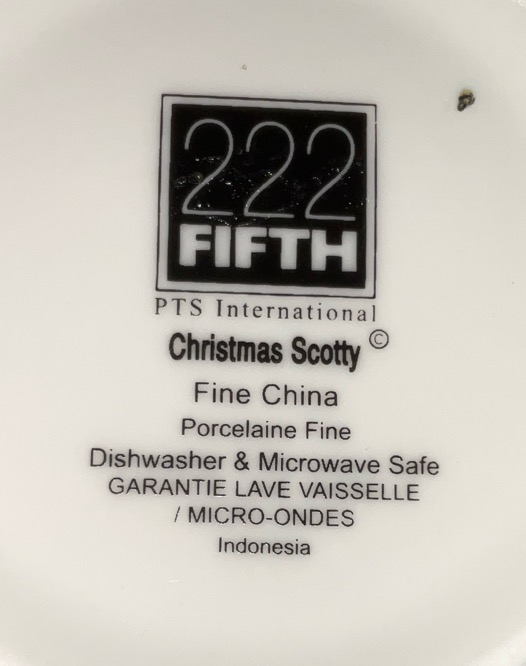 222
FIFTH
PTS International
Christmas Scotty ©
Fine China
Porcelaine Fine
Dishwasher & Microwave Safe
GARANTIE LAVE VAISSELLE
/ MICRO-ONDES
Indonesia